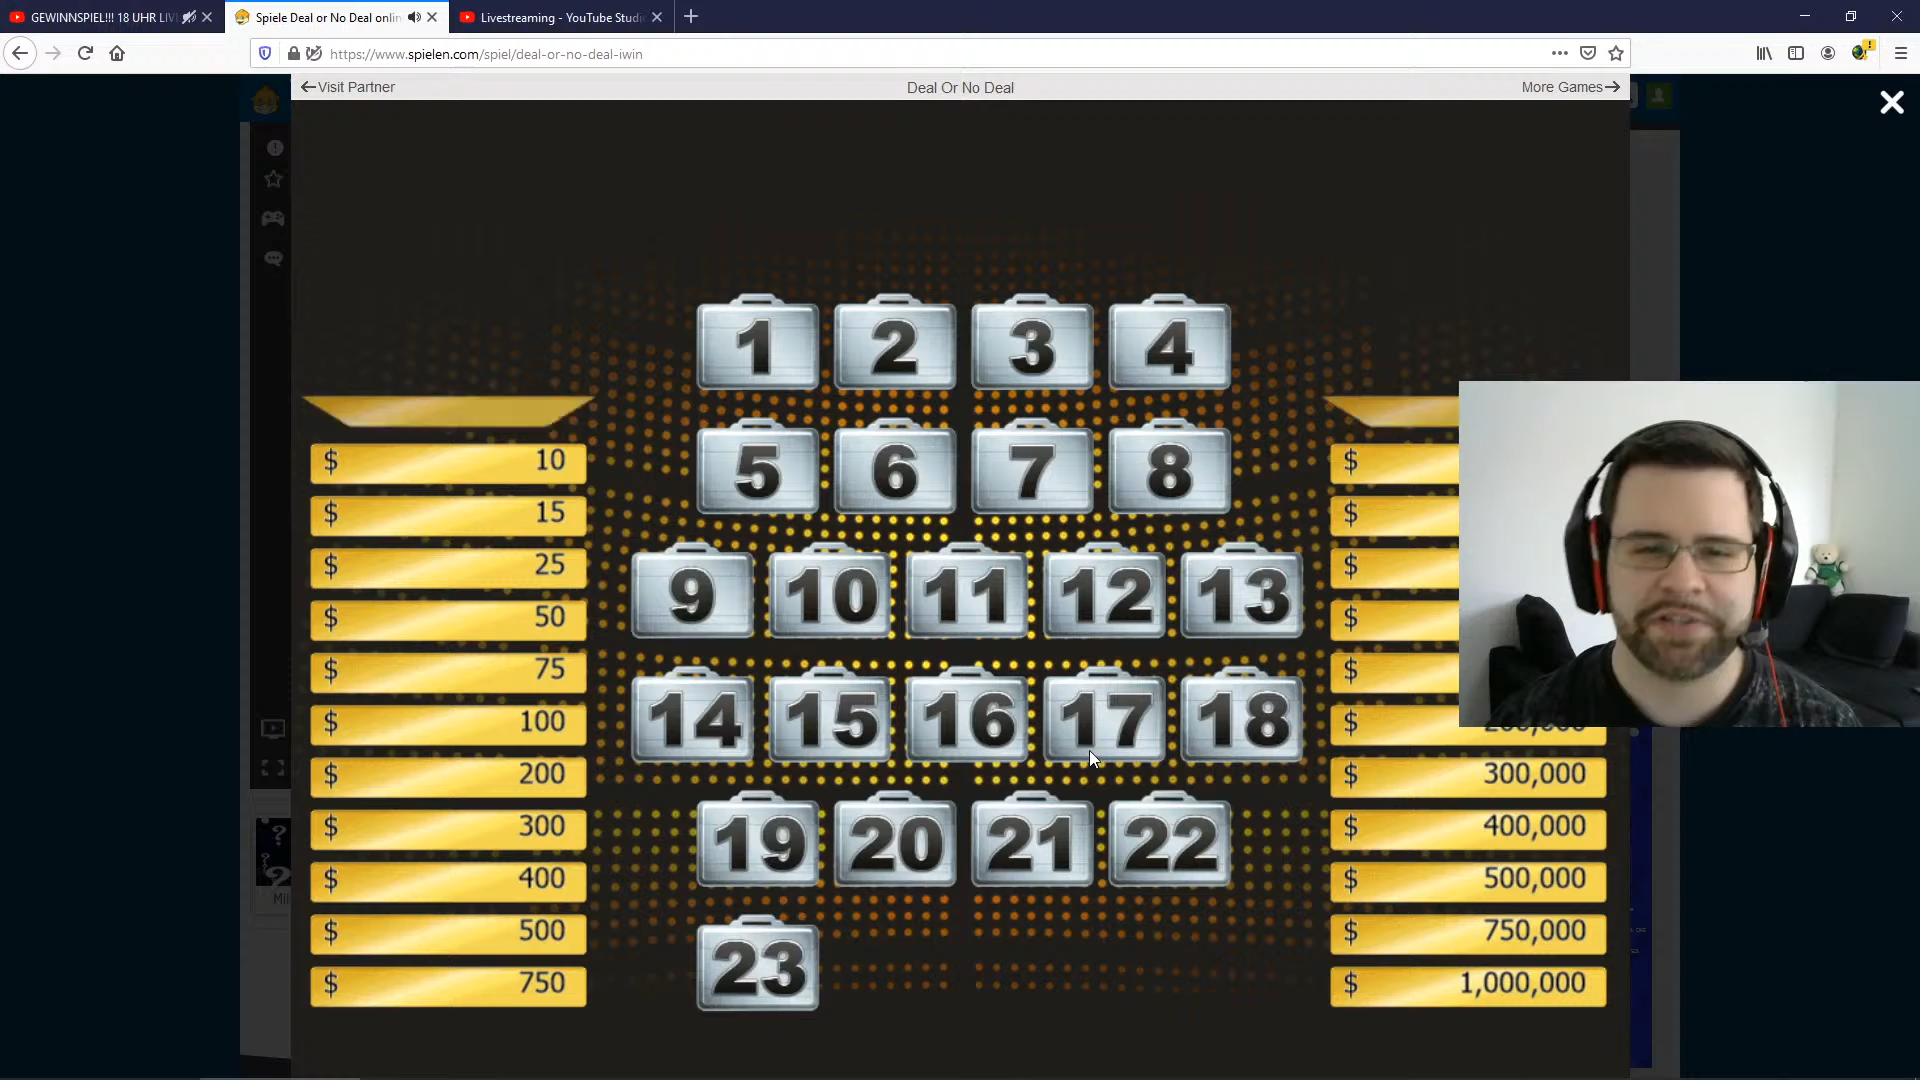 GEWINNSPIEL!!! 18 UHR LIV
Spiele Deal or No Deal onlin
Livestreaming - YouTube Studi
https://www.spielen.com/spiel/deal-or-no-deal-iwin
Visit Partner
Deal Or No Deal
More Games
1 2 3 4
5 6 7 8
9 10 11 12 13
14 15 16 17 18
19 20 21 22
23
$ 10
$ 15
$ 25
$ 50
$ 75
$ 100
$ 200
$ 300
$ 400
$ 500
$ 750
$
$
$
$
$
$
$ 300,000
$ 400,000
$ 500,000
$ 750,000
$ 1,000,000
Mil